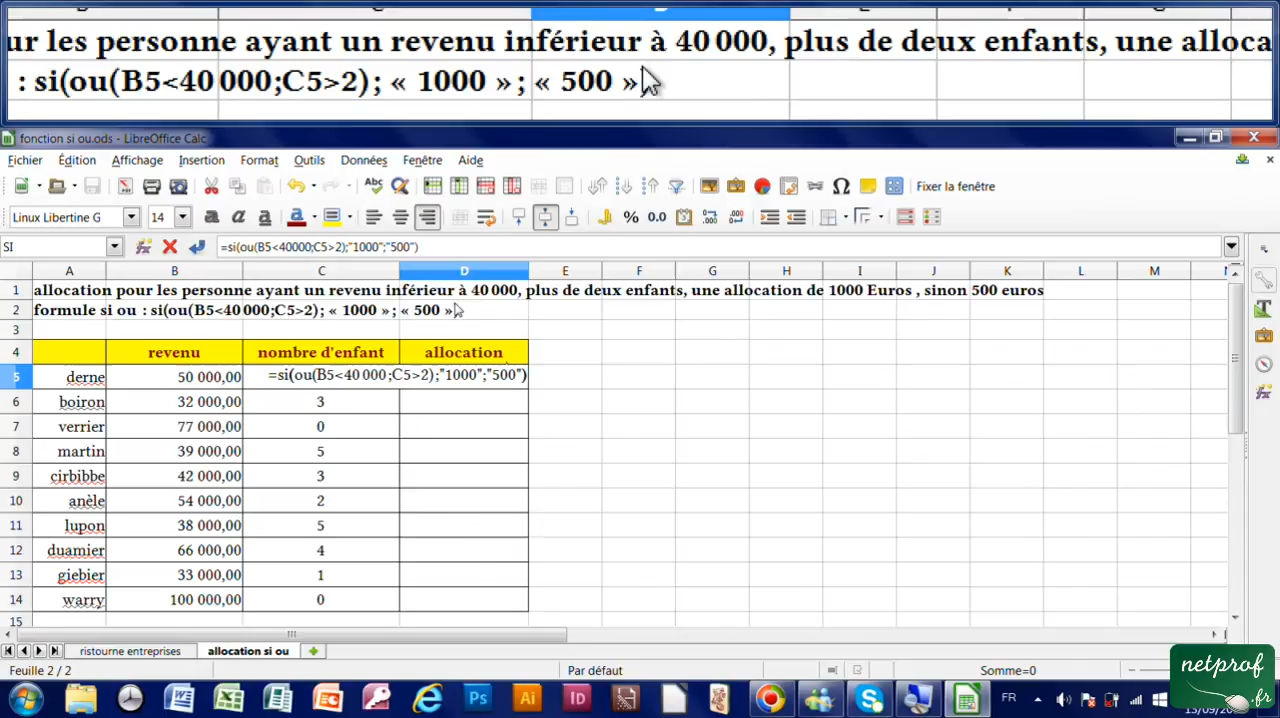 ur les personne ayant un revenu inférieur à 40 000, plus de deux enfants, une alloca
: si(ou(B5<40 000;C5>2); « 1000 »; « 500 »
fonction si ou.ods - LibreOffice Calc
Fichier Édition Affichage Insertion Format Outils Données Fenêtre Aide
Fixer la fenêtre
Linux Libertine G 14
SI =si(ou(B5<40000;C5>2);"1000";"500")
A B C D E F G H I J K L M N
1 allocation pour les personne ayant un revenu inférieur à 40 000, plus de deux enfants, une allocation de 1000 Euros , sinon 500 euros
2 formule si ou : si(ou(B5<40 000;C5>2); « 1000 »; « 500 »
3
4 revenu nombre d'enfant allocation
5 derne 50 000,00 =si(ou(B5<40 000;C5>2);"1000";"500")
6 boiron 32 000,00 3
7 verrier 77 000,00 0
8 martin 39 000,00 5
9 cirbibbe 42 000,00 3
10 anèle 54 000,00 2
11 lupon 38 000,00 5
12 duamier 66 000,00 4
13 giebier 33 000,00 1
14 warry 100 000,00 0
15
ristourne entreprises allocation si ou
Feuille 2 / 2 Par défaut Somme=0
FR
netprof
.fr